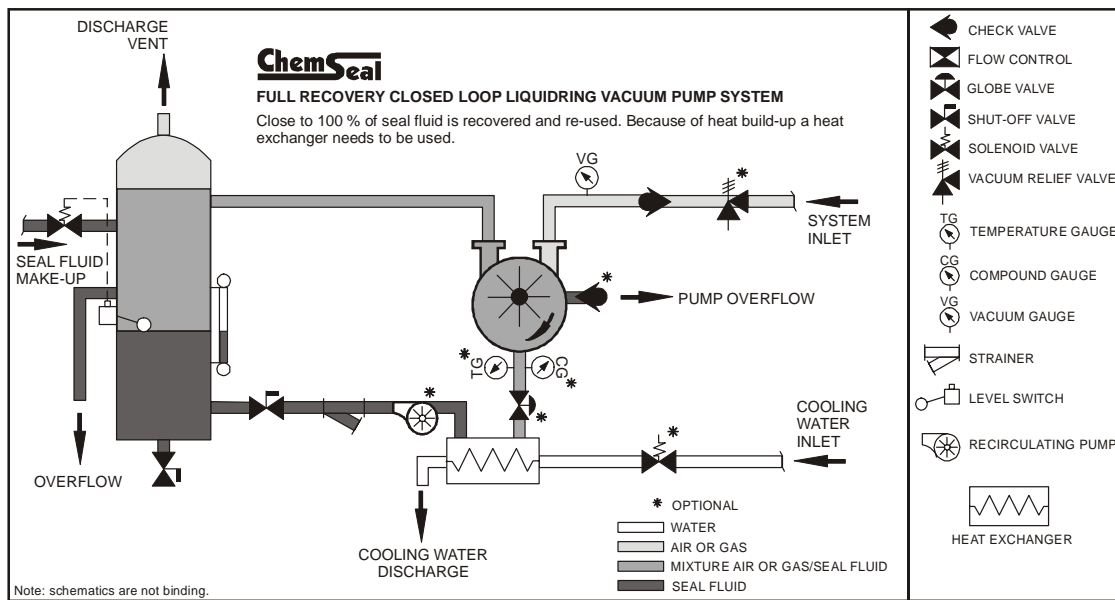 DISCHARGE
VENT
ChemSeal
FULL RECOVERY CLOSED LOOP LIQUIDRING VACUUM PUMP SYSTEM
Close to 100 % of seal fluid is recovered and re-used. Because of heat build-up a heat
exchanger needs to be used.
VG
*
SYSTEM
INLET
SEAL FLUID
MAKE-UP
*
PUMP OVERFLOW
*
TG
CG
*
*
*
COOLING
WATER
INLET
*
OVERFLOW
COOLING WATER
DISCHARGE
* OPTIONAL
WATER
AIR OR GAS
MIXTURE AIR OR GAS/SEAL FLUID
SEAL FLUID
Note: schematics are not binding.
CHECK VALVE
FLOW CONTROL
GLOBE VALVE
SHUT-OFF VALVE
SOLENOID VALVE
VACUUM RELIEF VALVE
TG
TEMPERATURE GAUGE
CG
COMPOUND GAUGE
VG
VACUUM GAUGE
STRAINER
LEVEL SWITCH
RECIRCULATING PUMP
HEAT EXCHANGER